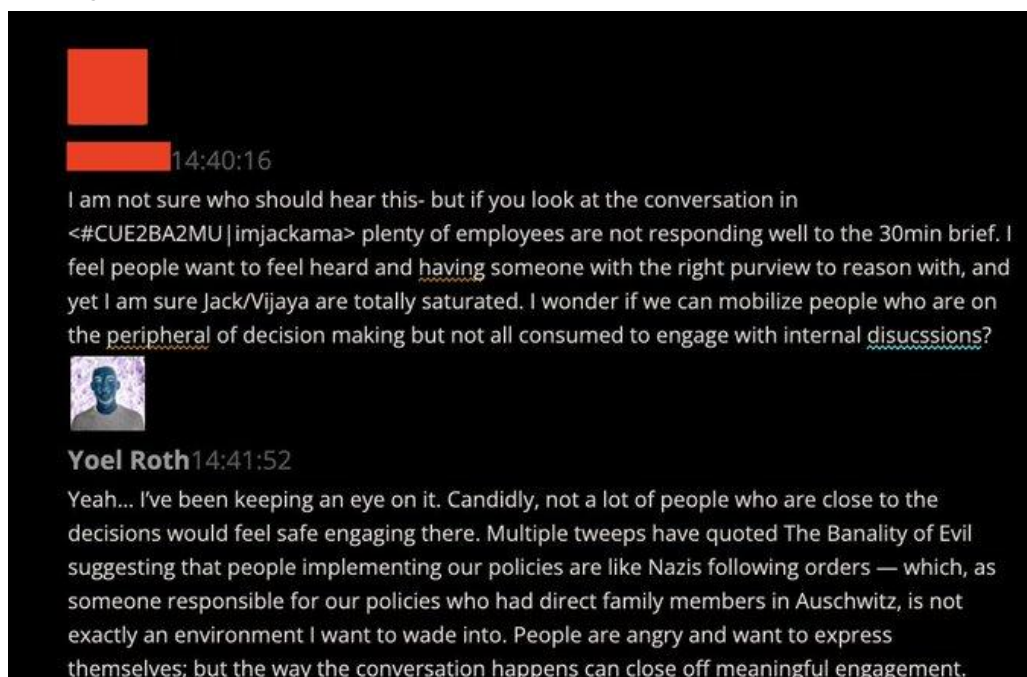 14:40:16
I am not sure who should hear this- but if you look at the conversation in
<#CUE2BA2MU|imjackama> plenty of employees are not responding well to the 30min brief. I
feel people want to feel heard and having someone with the right purview to reason with, and
yet I am sure Jack/Vijaya are totally saturated. I wonder if we can mobilize people who are on
the peripheral of decision making but not all consumed to engage with internal disucssions?
Yoel Roth14:41:52
Yeah... I've been keeping an eye on it. Candidly, not a lot of people who are close to the
decisions would feel safe engaging there. Multiple tweeps have quoted The Banality of Evil
suggesting that people implementing our policies are like Nazis following orders — which, as
someone responsible for our policies who had direct family members in Auschwitz, is not
exactly an environment I want to wade into. People are angry and want to express
themselves; but the way the conversation happens can close off meaningful engagement.